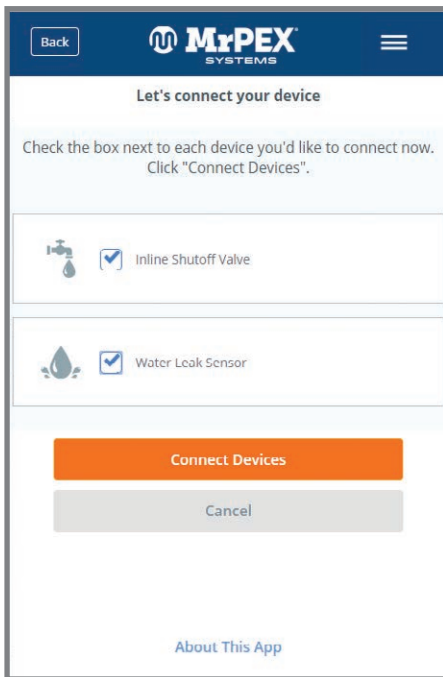 Back
MrPEX
SYSTEMS
Let's connect your device
Check the box next to each device you'd like to connect now.
Click "Connect Devices".
Inline Shutoff Valve
Water Leak Sensor
Connect Devices
Cancel
About This App